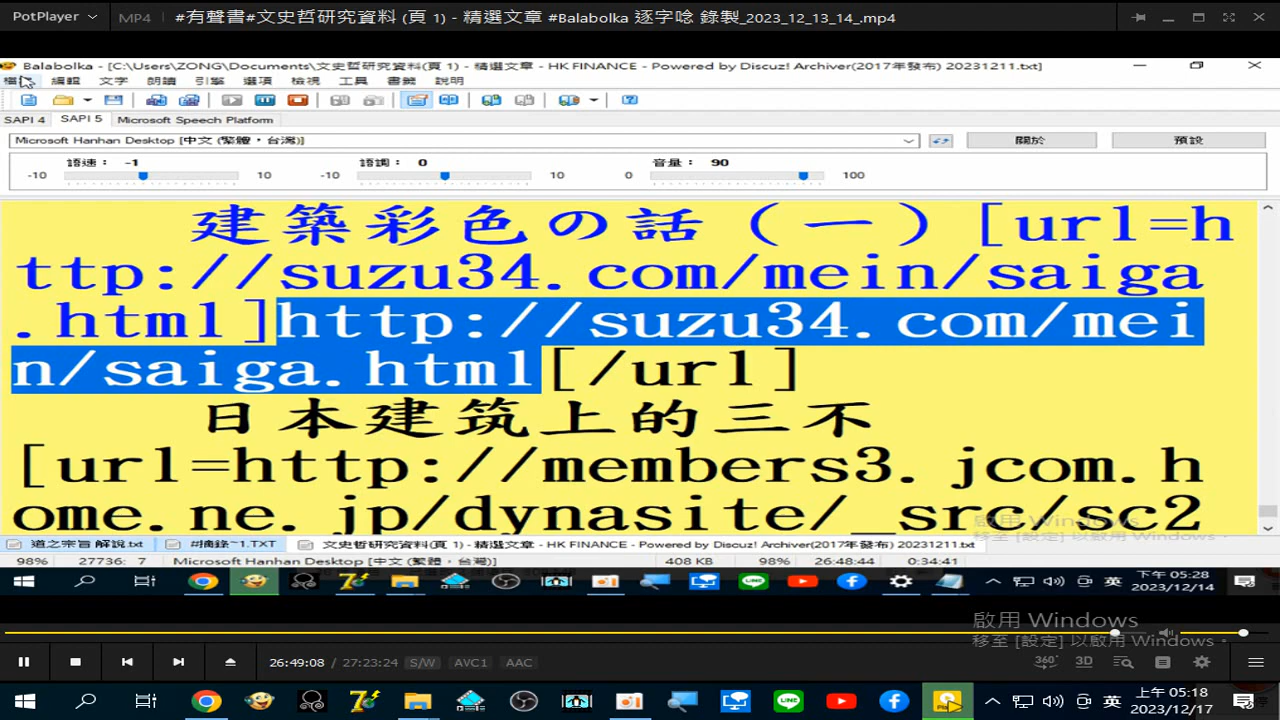 PotPlayer MP4 #有聲書#文史哲研究資料 (頁 1) - 精選文章 #Balabolka 逐字唸 錄製_2023_12_13_14_.mp4
Balabolka - [C:\Users\ZONG\Documents\文史哲研究資料(頁 1) - 精選文章 - HK FINANCE - Powered by Discuz! Archiver(2017年發布) 20231211.txt]
編輯 文字 朗讀 引擎 選項 檢視 工具 書籤 說明
SAPI 4 SAPI 5 Microsoft Speech Platform
Microsoft Hanhan Desktop [中文 (繁體，台灣)] 關於 預設
語速： -1 語調： 0 音量： 90
-10 10 -10 10 0 100
建築彩色の話（一）[url=h
ttp://suzu34.com/mein/saiga
.html]http://suzu34.com/mei
n/saiga.html[/url]
日本建筑上的三不
[url=http://members3.jcom.h
ome.ne.jp/dynasite/_src/sc2
啟用 Windows
移至 [設定] 以啟用 Windows。
道之宗旨 解說.txt #摘錄~1.TXT 文史哲研究資料(頁 1) - 精選文章 - HK FINANCE - Powered by Discuz! Archiver(2017年發布) 20231211.txt
98% 27736: 7 Microsoft Hanhan Desktop [中文 (繁體，台灣)] 408 KB 98% 26:48:44 0:34:41
英 下午 05:28
2023/12/14
啟用 Windows
移至 [設定] 以啟用 Windows。
26:49:08 / 27:23:24 S/W AVC1 AAC 360° 3D
英 上午 05:18
2023/12/17